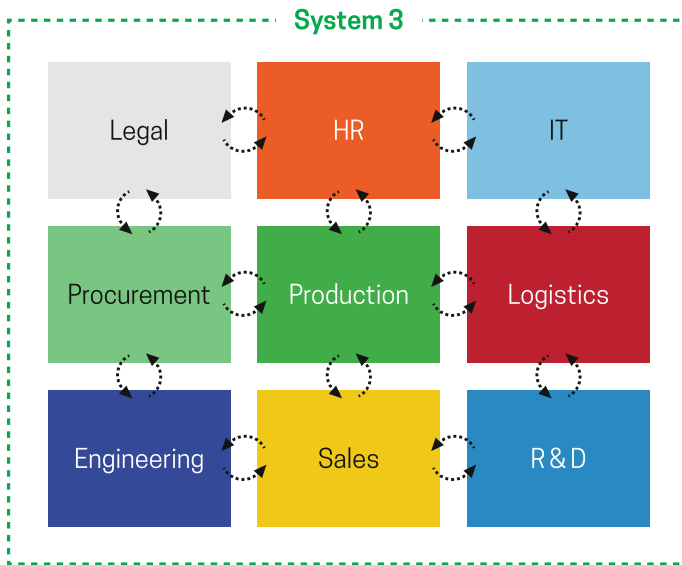 System 3
Legal
HR
IT
Procurement
Production
Logistics
Engineering
Sales
R & D